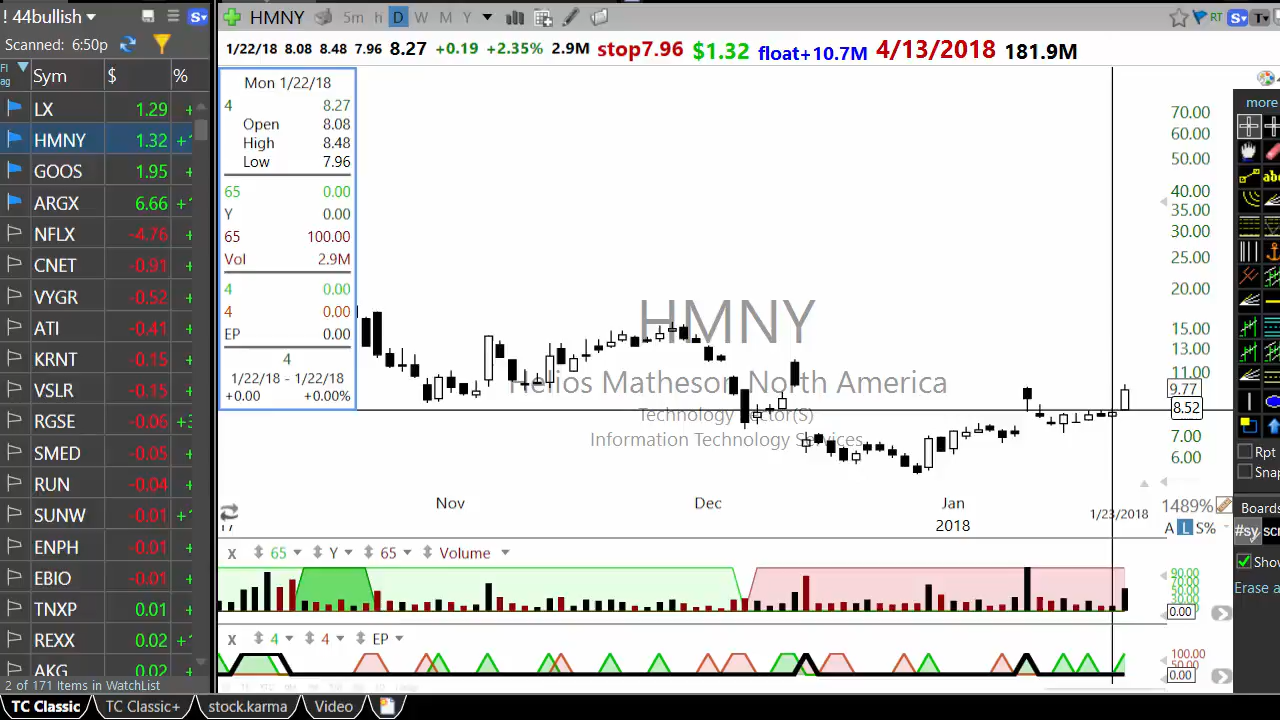 ! 44bullish
Scanned: 6:50p
Flag Sym $ %
LX 1.29 +
HMNY 1.32 +1
GOOS 1.95 +
ARGX 6.66 +1
NFLX -4.76 +
CNET -0.91 +
VYGR -0.52 +
ATI -0.41 +
KRNT -0.15 +
VSLR -0.15 +
RGSE -0.06 +3
SMED -0.05 +
RUN -0.04 +
SUNW -0.01 +1
ENPH -0.01 +
EBIO -0.01 +
TNXP 0.01 +
REXX 0.02 +
AKG 0.02 +
2 of 171 Items in WatchList
HMNY 5m h D W M Y
RT S T
1/22/18 8.08 8.48 7.96 8.27 +0.19 +2.35% 2.9M stop7.96 $1.32 float+10.7M 4/13/2018 181.9M
Mon 1/22/18
4 8.27
Open 8.08
High 8.48
Low 7.96
65 0.00
Y 0.00
65 100.00
Vol 2.9M
4 0.00
4 0.00
EP 0.00
4
1/22/18 - 1/22/18
+0.00 +0.00%
HMNY
Helios Matheson North America
Technology Sector(S)
Information Technology Services
70.00
60.00
50.00
40.00
35.00
30.00
25.00
20.00
15.00
13.00
11.00
9.77
8.52
7.00
6.00
Nov Dec Jan
17 2018 1/23/2018
1489%
A L S%
x 65 Y 65 Volume
90.00
0.00
x 4 4 EP
100.00
0.00
more
abc
Rpt
Snap
Boards
#sy scr
Show
Erase a
TC Classic TC Classic+ stock.karma Video